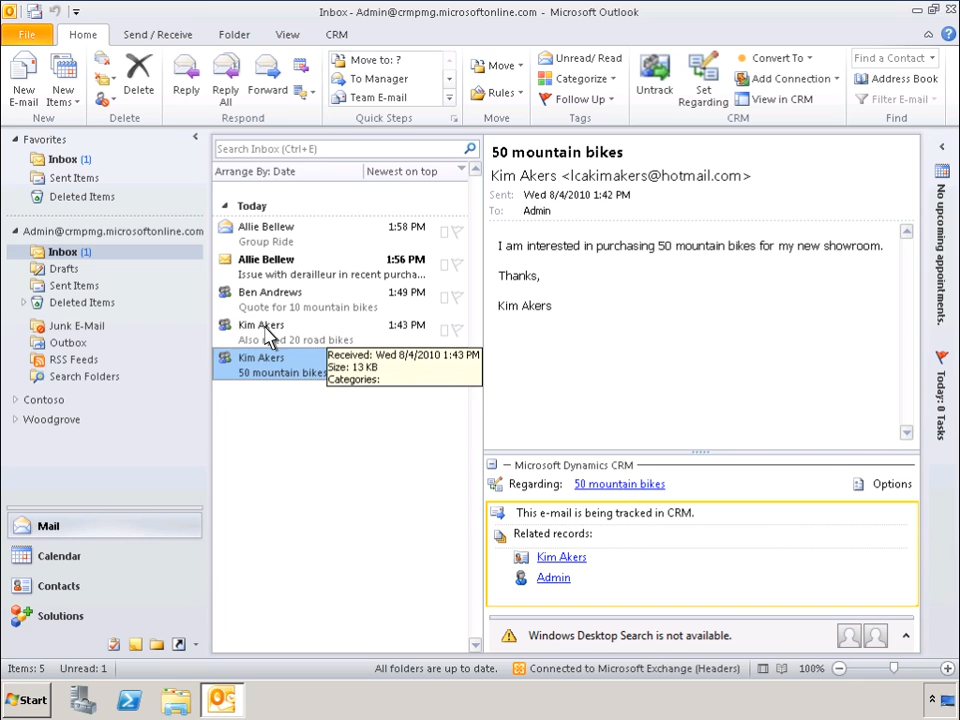 Inbox - Admin@crmpmg.microsoftonline.com - Microsoft Outlook
File Home Send / Receive Folder View CRM
New E-mail
New Items
New
Delete
Delete
Reply
Reply All
Forward
Respond
Move to: ?
To Manager
Team E-mail
Quick Steps
Move
Rules
Move
Unread/ Read
Categorize
Follow Up
Tags
Untrack
Set Regarding
Convert To
Add Connection
View in CRM
CRM
Find a Contact
Address Book
Filter E-mail
Find
Favorites
Inbox (1)
Sent Items
Deleted Items
Admin@crmpmg.microsoftonline.com
Inbox (1)
Drafts
Sent Items
Deleted Items
Junk E-Mail
Outbox
RSS Feeds
Search Folders
Contoso
Woodgrove
Mail
Calendar
Contacts
Solutions
Search Inbox (Ctrl+E)
Arrange By: Date Newest on top
Today
Allie Bellew 1:58 PM
Group Ride
Allie Bellew 1:56 PM
Issue with derailleur in recent purcha...
Ben Andrews 1:49 PM
Quote for 10 mountain bikes
Kim Akers 1:43 PM
Also need 20 road bikes
Kim Akers
50 mountain bikes
Received: Wed 8/4/2010 1:43 PM
Size: 13 KB
Categories:
50 mountain bikes
Kim Akers <lcakimakers@hotmail.com>
Sent: Wed 8/4/2010 1:42 PM
To: Admin
I am interested in purchasing 50 mountain bikes for my new showroom.
Thanks,
Kim Akers
Microsoft Dynamics CRM
Regarding: 50 mountain bikes Options
This e-mail is being tracked in CRM.
Related records:
Kim Akers
Admin
Windows Desktop Search is not available.
No upcoming appointments.
Today: 0 Tasks
Items: 5 Unread: 1 All folders are up to date. Connected to Microsoft Exchange (Headers) 100%
Start